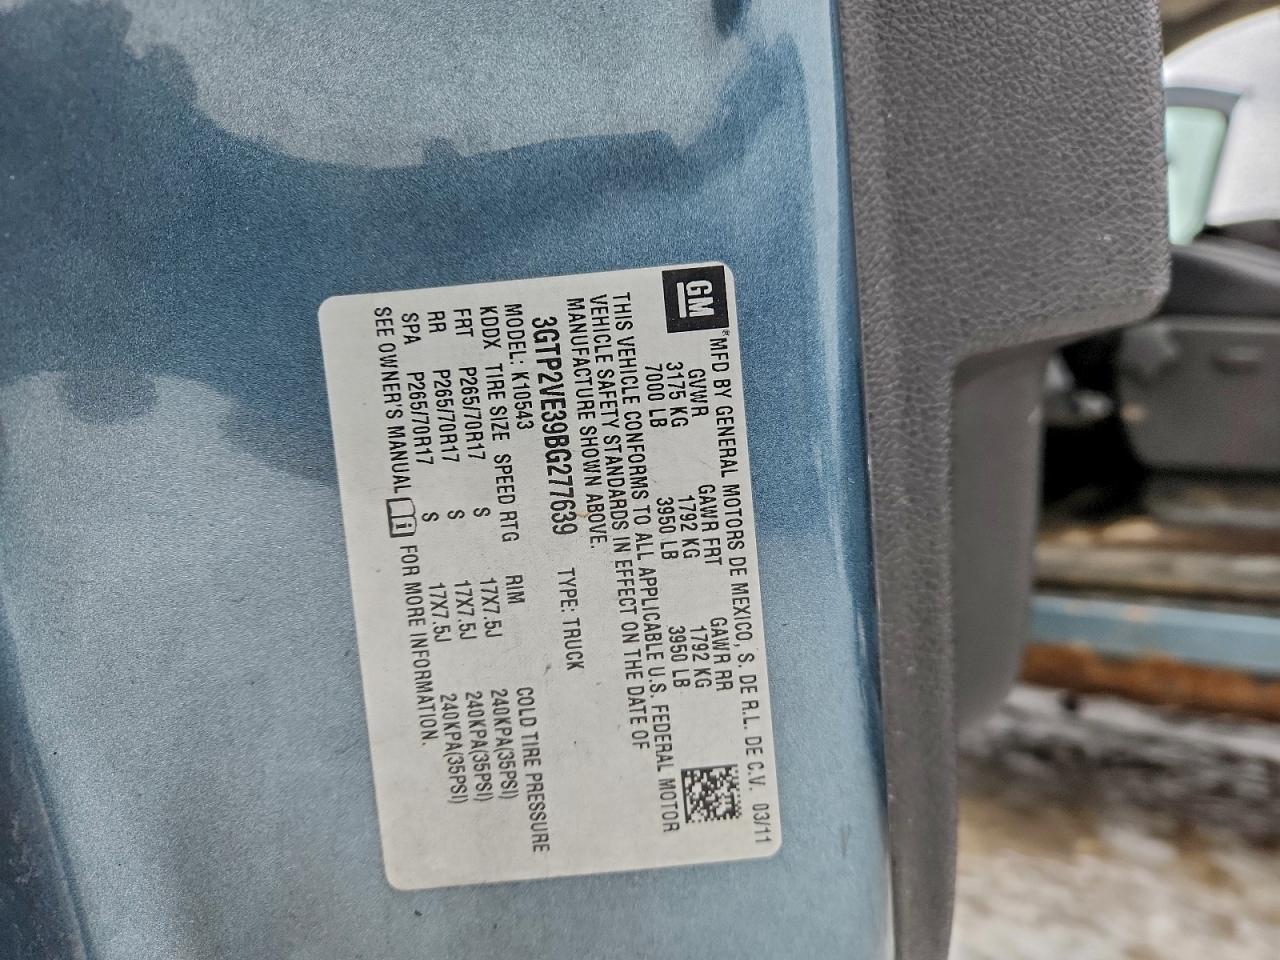 GM
*MFD BY GENERAL MOTORS DE MEXICO, S. DE R.L. DE C.V. 03/11
GVWR GAWR FRT GAWR RR
3175 KG 1792 KG 1792 KG
7000 LB 3950 LB 3950 LB
THIS VEHICLE CONFORMS TO ALL APPLICABLE U.S. FEDERAL MOTOR
VEHICLE SAFETY STANDARDS IN EFFECT ON THE DATE OF
MANUFACTURE SHOWN ABOVE.
3GTP2VE39BG277639 TYPE: TRUCK
MODEL: K10543
KDDX TIRE SIZE SPEED RTG RIM COLD TIRE PRESSURE
FRT P265/70R17 S 17X7.5J 240KPA(35PSI)
RR P265/70R17 S 17X7.5J 240KPA(35PSI)
SPA P265/70R17 S 17X7.5J 240KPA(35PSI)
SEE OWNER'S MANUAL i FOR MORE INFORMATION.